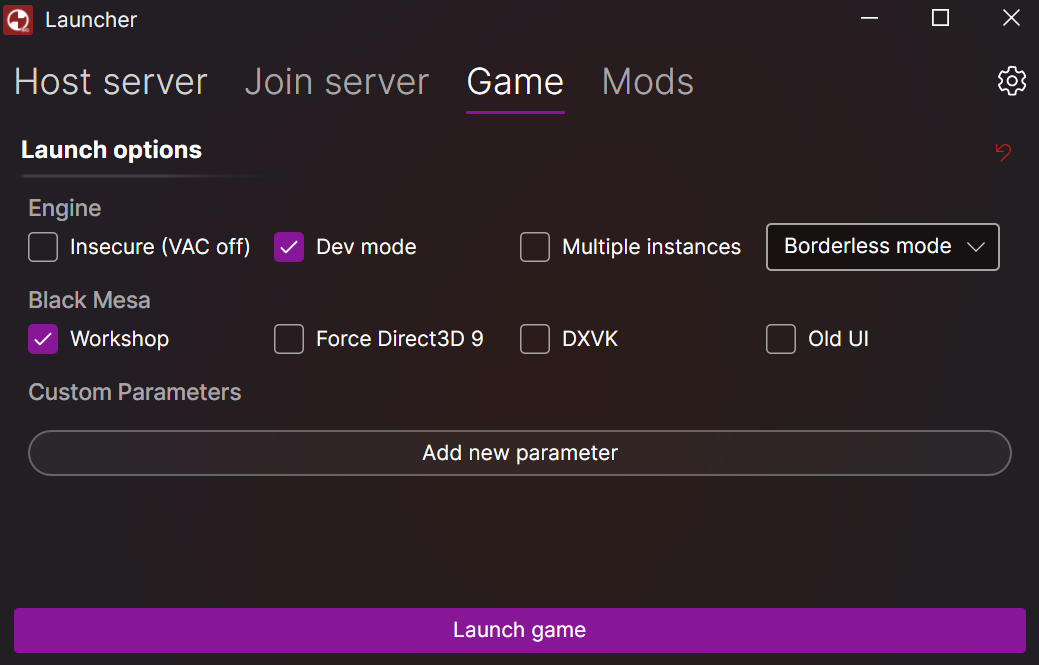 Launcher
Host server Join server Game Mods
Launch options
Engine
Insecure (VAC off) Dev mode Multiple instances Borderless mode
Black Mesa
Workshop Force Direct3D 9 DXVK Old UI
Custom Parameters
Add new parameter
Launch game